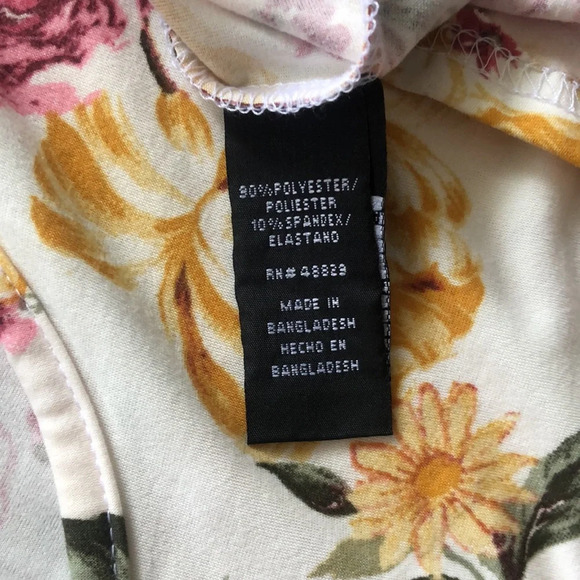 90%POLYESTER/
POLIESTER
10%SPANDEX/
ELASTANO
RN# 48829
MADE IN
BANGLADESH
HECHO EN
BANGLADESH